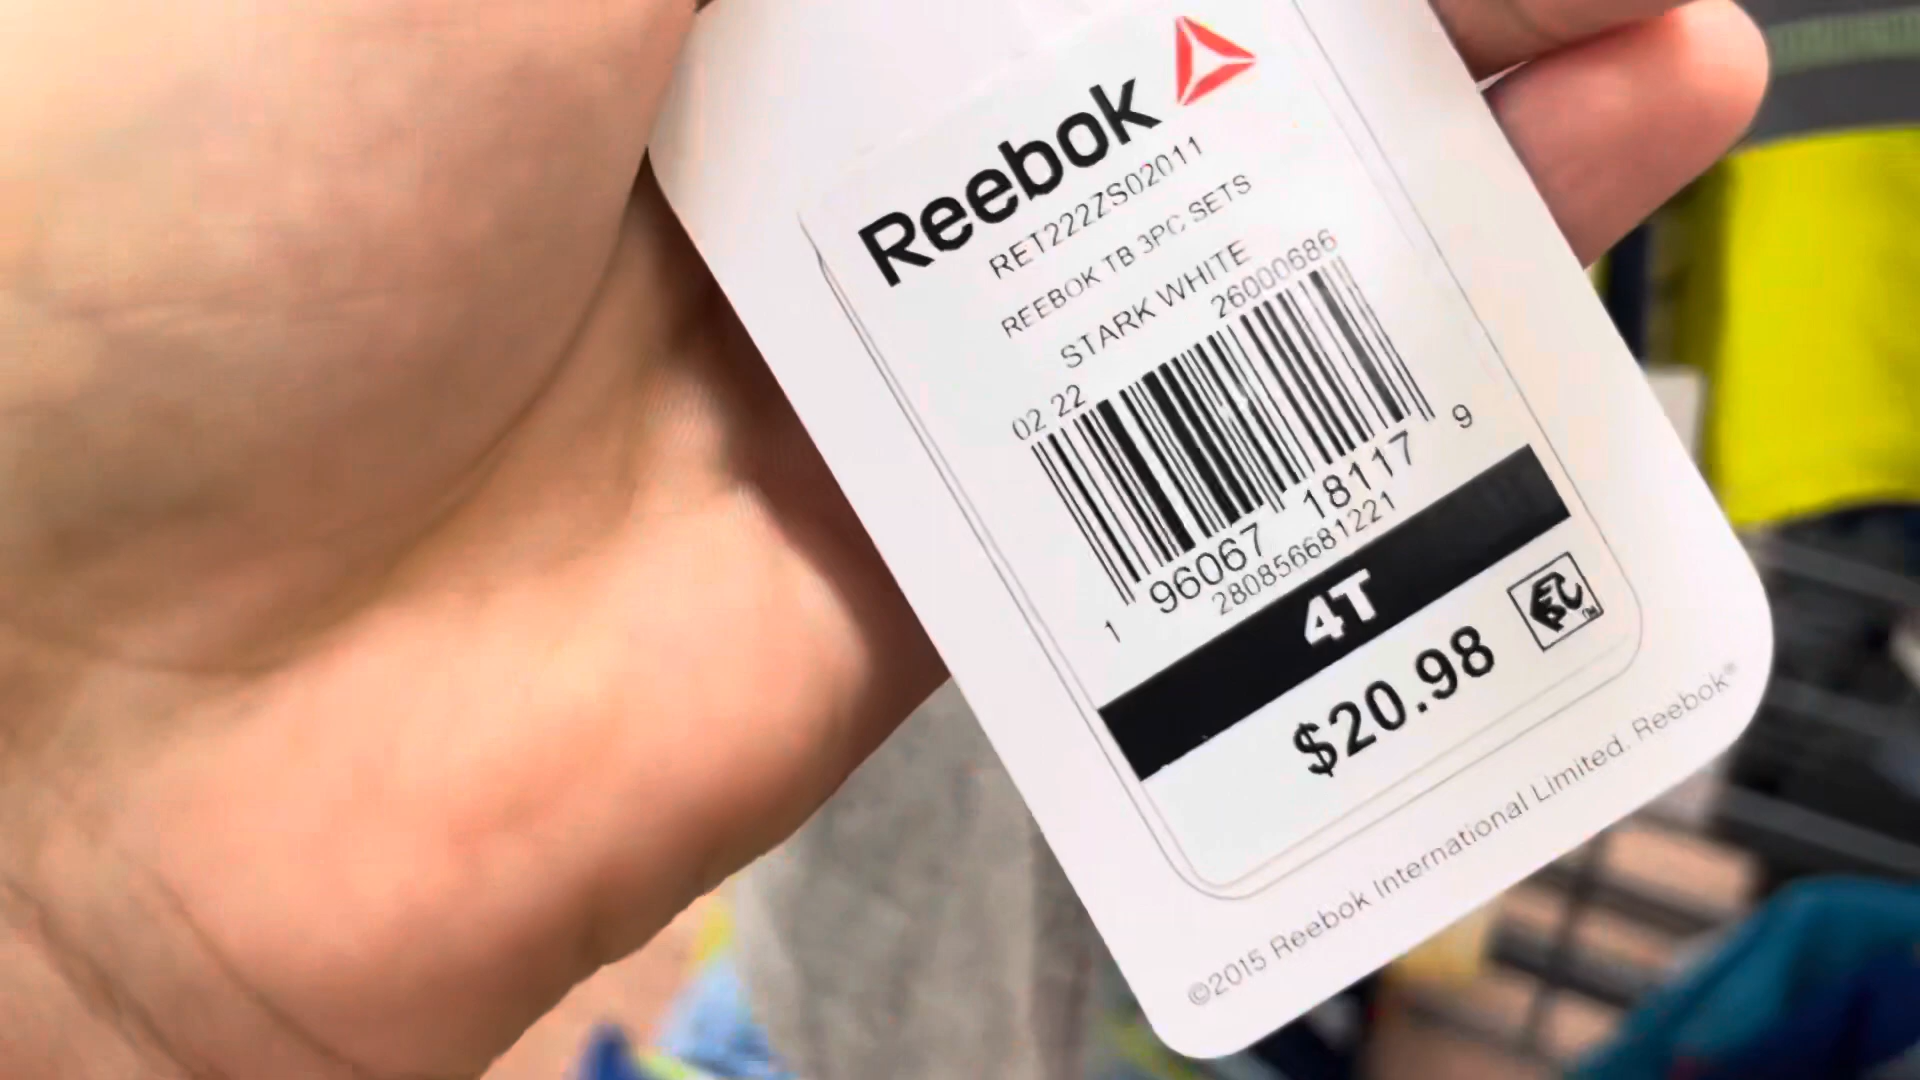 Reebok
RET222ZS02011
REEBOK TB 3PC SETS
STARK WHITE
02 22 26000686
1 96067 18117 9
280856681221
4T
$20.98
©2015 Reebok International Limited. Reebok®